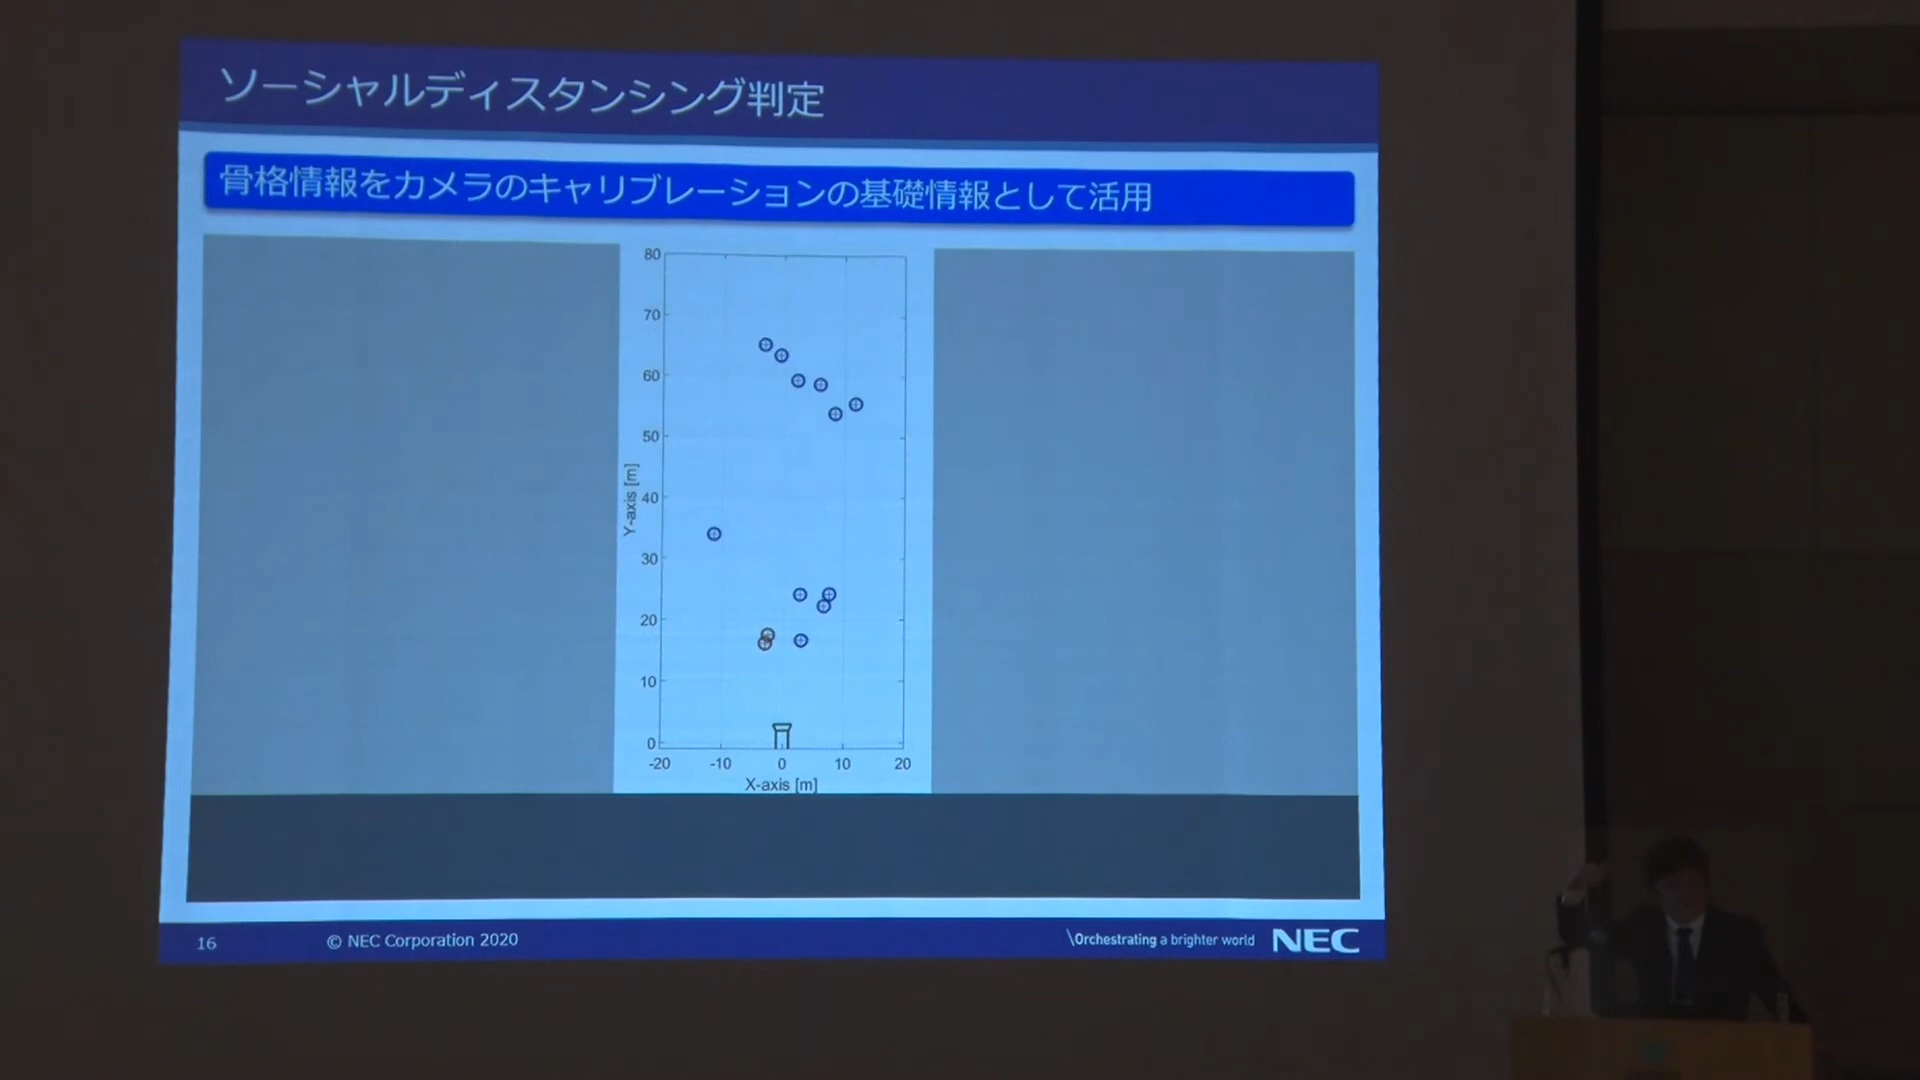 ソーシャルディスタンシング判定
骨格情報をカメラのキャリブレーションの基礎情報として活用
80
70
60
50
40
30
20
10
0
Y-axis [m]
-20 -10 0 10 20
X-axis [m]
16 © NEC Corporation 2020 \Orchestrating a brighter world NEC